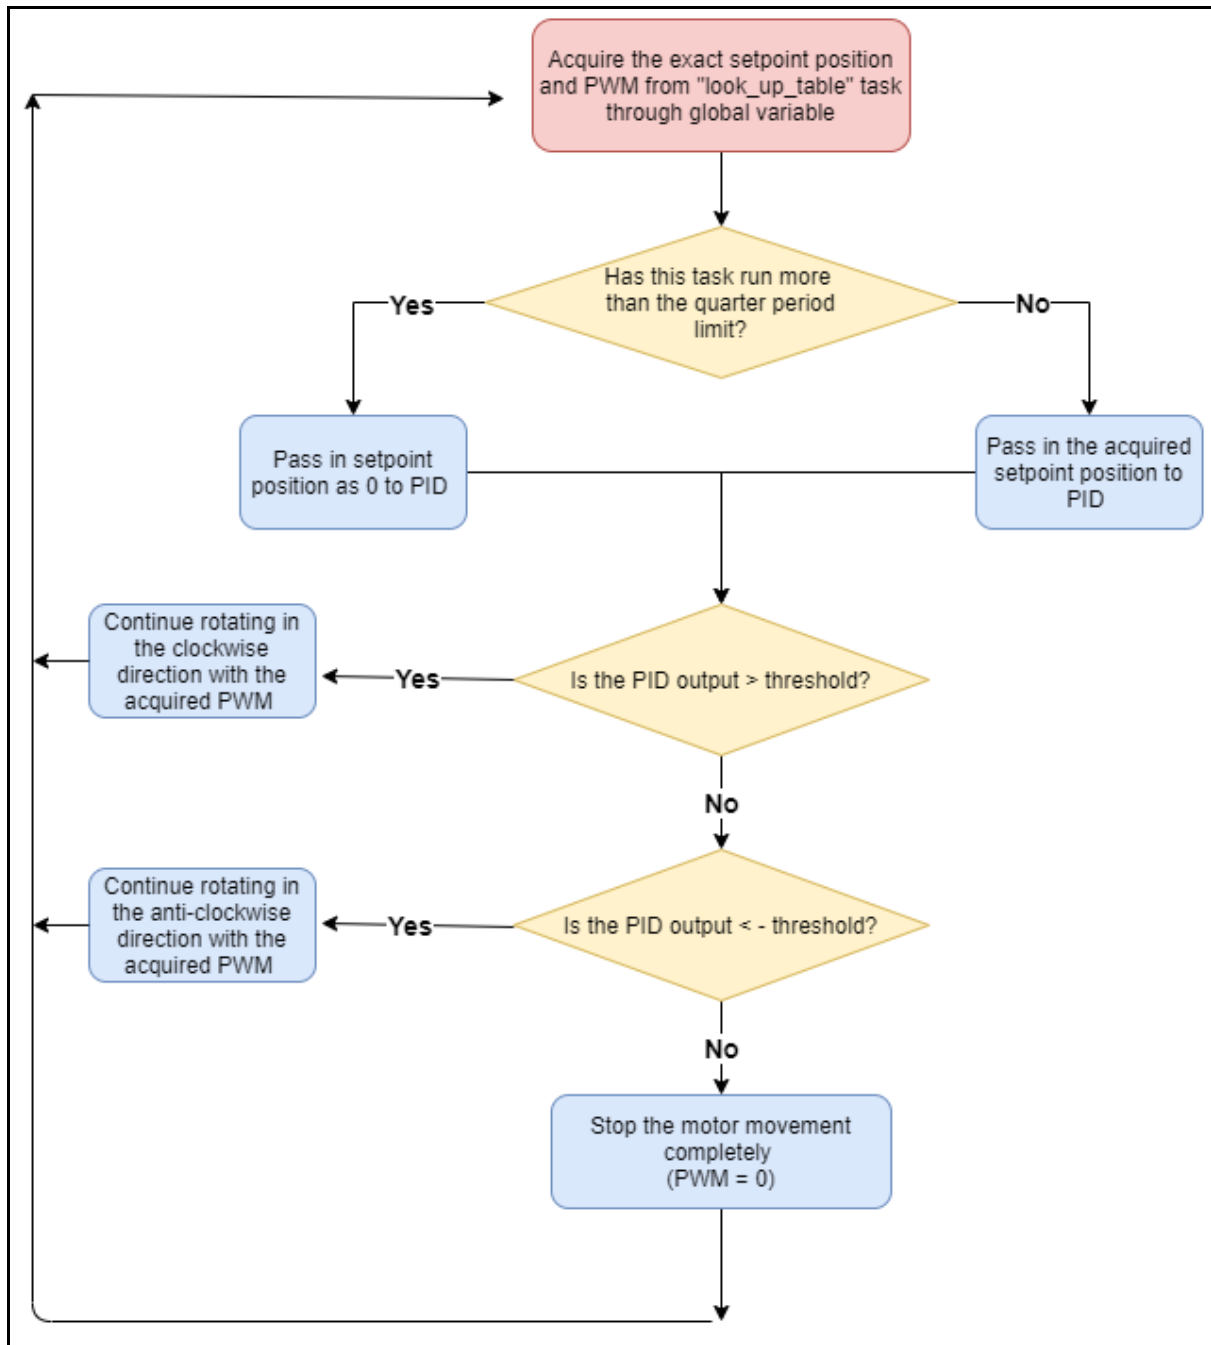 Acquire the exact setpoint position
and PWM from "look_up_table" task
through global variable
Has this task run more
than the quarter period
limit?
Yes
No
Pass in setpoint
position as 0 to PID
Pass in the acquired
setpoint position to
PID
Continue rotating in
the clockwise
direction with the
acquired PWM
Yes
Is the PID output > threshold?
No
Continue rotating in
the anti-clockwise
direction with the
acquired PWM
Yes
Is the PID output < - threshold?
No
Stop the motor movement
completely
(PWM = 0)